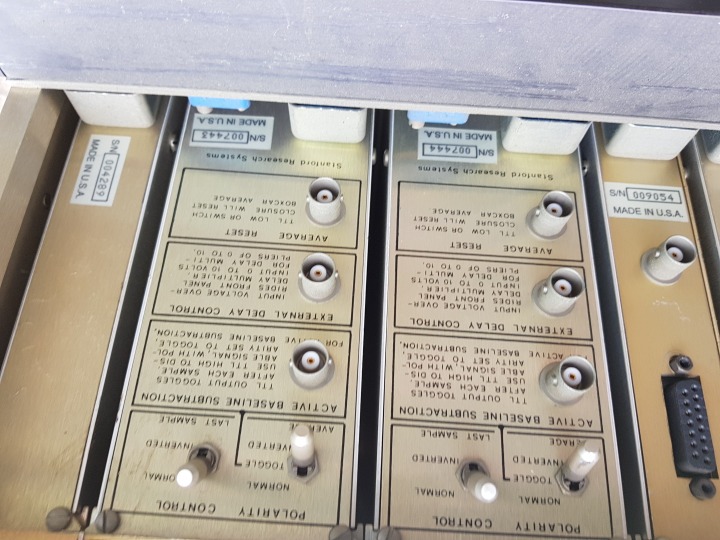 S/N 009054
MADE IN U.S.A.
POLARITY CONTROL
NORMAL
TOGGLE
INVERTED
AVERAGE
NORMAL
INVERTED
LAST SAMPLE
ACTIVE BASELINE SUBTRACTION
TTL OUTPUT TOGGLES
AFTER EACH SAMPLE.
USE TTL HIGH TO DIS-
ABLE SIGNAL, WITH POL-
ARITY SET TO TOGGLE,
FOR ACTIVE BASELINE SUBTRACTION.
EXTERNAL DELAY CONTROL
INPUT VOLTAGE OVER-
RIDES FRONT PANEL
DELAY MULTIPLIER.
INPUT 0 TO 10 VOLTS
FOR DELAY MULTI-
PLIERS OF 0 TO 10.
AVERAGE RESET
TTL LOW OR SWITCH
CLOSURE WILL RESET
BOXCAR AVERAGE
Stanford Research Systems
S/N 007444
MADE IN U.S.A.
POLARITY CONTROL
NORMAL
TOGGLE
INVERTED
AVERAGE
NORMAL
INVERTED
LAST SAMPLE
ACTIVE BASELINE SUBTRACTION
TTL OUTPUT TOGGLES
AFTER EACH SAMPLE.
USE TTL HIGH TO DIS-
ABLE SIGNAL, WITH POL-
ARITY SET TO TOGGLE,
FOR ACTIVE BASELINE SUBTRACTION.
EXTERNAL DELAY CONTROL
INPUT VOLTAGE OVER-
RIDES FRONT PANEL
DELAY MULTIPLIER.
INPUT 0 TO 10 VOLTS
FOR DELAY MULTI-
PLIERS OF 0 TO 10.
AVERAGE RESET
TTL LOW OR SWITCH
CLOSURE WILL RESET
BOXCAR AVERAGE
Stanford Research Systems
S/N 007443
MADE IN U.S.A.
S/N 004289
MADE IN U.S.A.